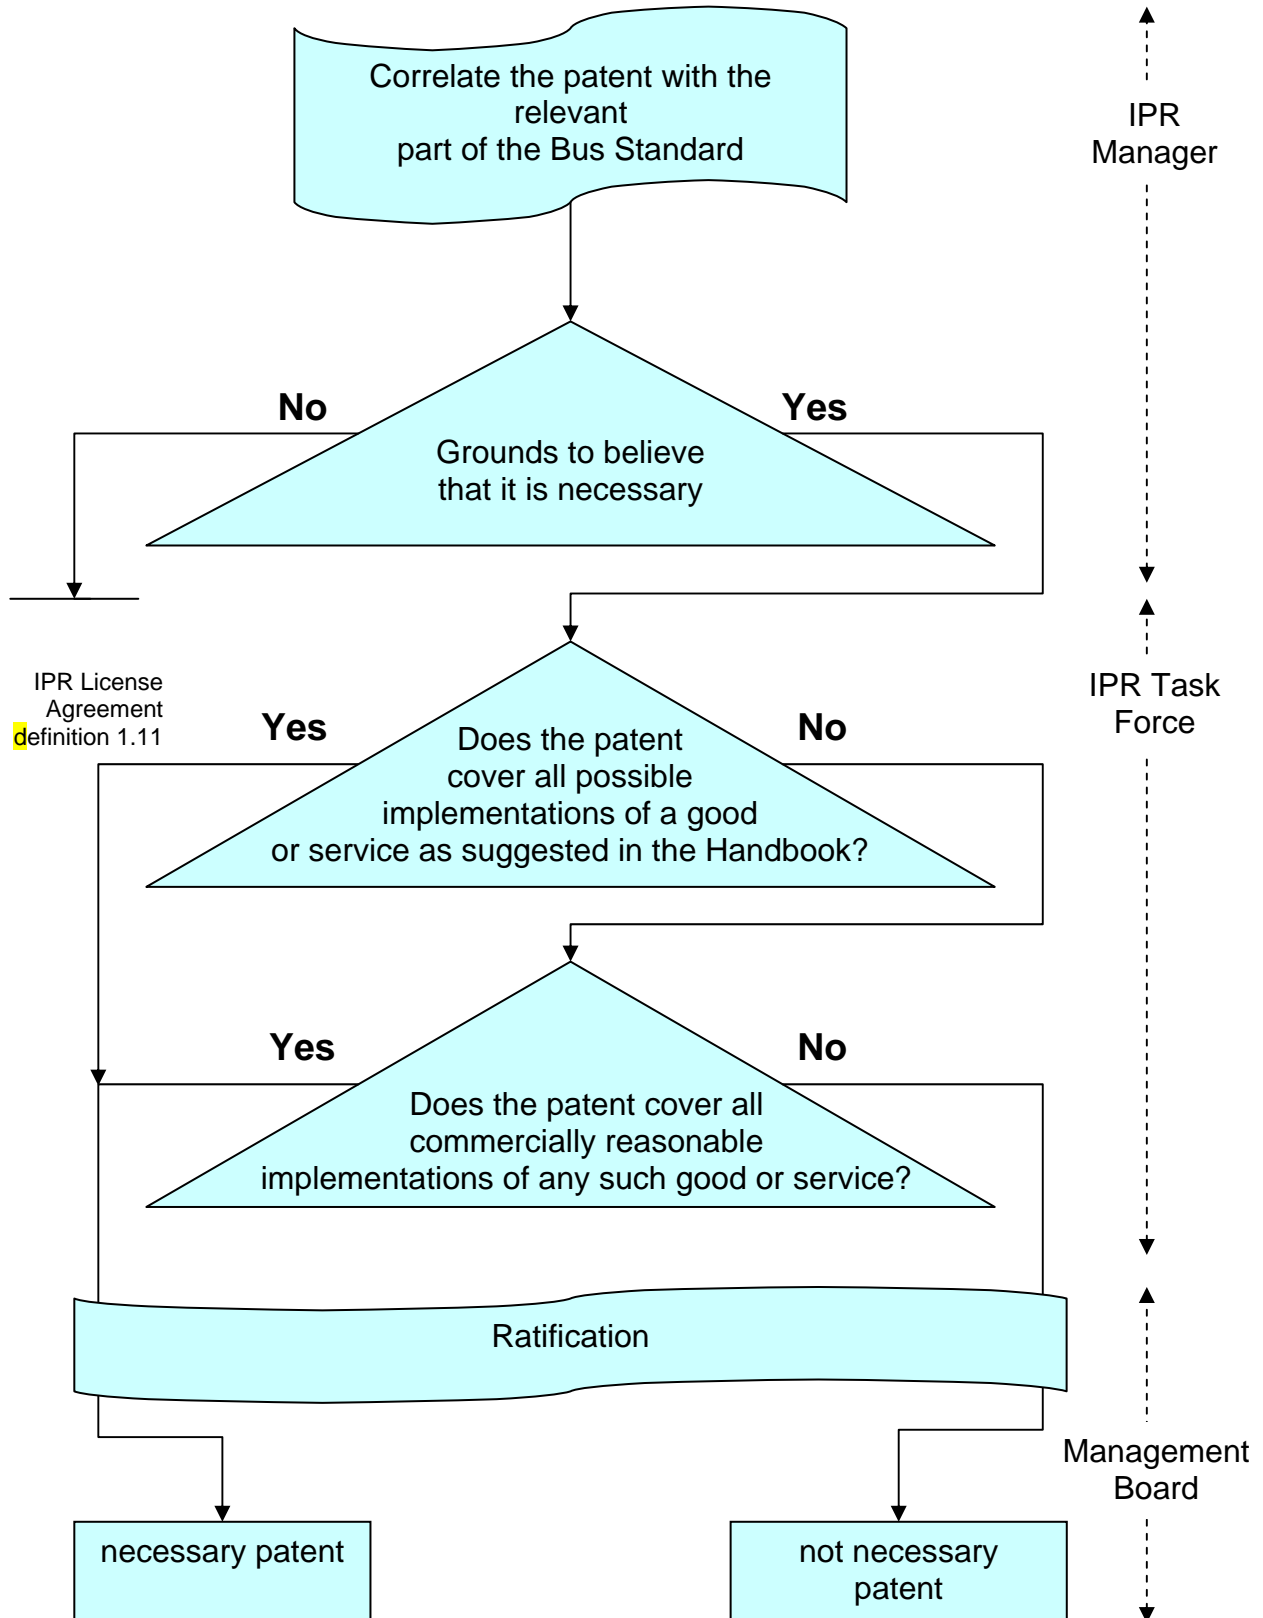 Correlate the patent with the
relevant
part of the Bus Standard
IPR
Manager
No
Yes
Grounds to believe
that it is necessary
IPR License
Agreement
definition 1.11
IPR Task
Force
Yes
No
Does the patent
cover all possible
implementations of a good
or service as suggested in the Handbook?
Yes
No
Does the patent cover all
commercially reasonable
implementations of any such good or service?
Ratification
Management
Board
necessary patent
not necessary
patent